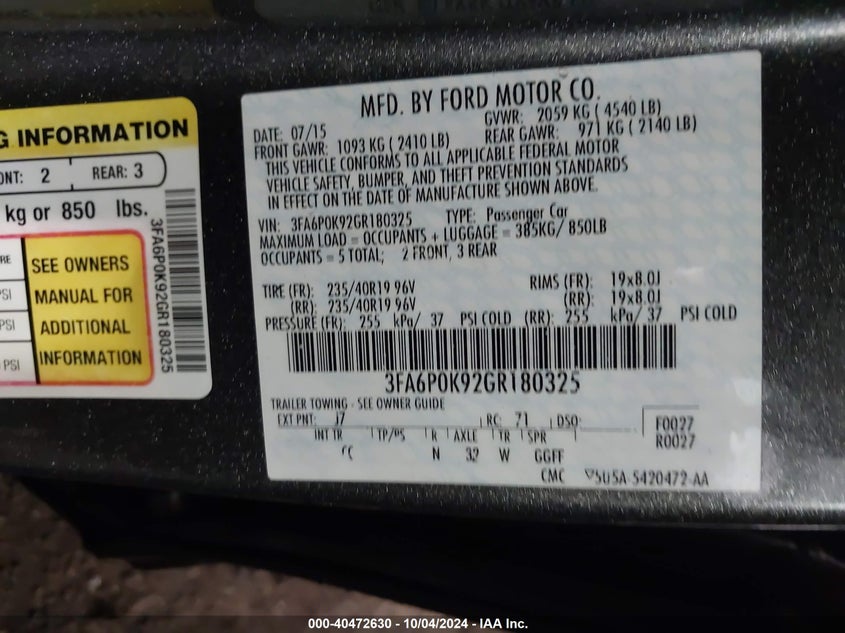 G INFORMATION
ONT: 2 REAR: 3
kg or 850 lbs.
SEE OWNERS
MANUAL FOR
ADDITIONAL
INFORMATION
RE
PSI
PSI
PSI
3FA6P0K92GR180325
MFD. BY FORD MOTOR CO.
DATE: 07/15 GVWR: 2059 KG ( 4540 LB)
FRONT GAWR: 1093 KG ( 2410 LB) REAR GAWR: 971 KG ( 2140 LB)
THIS VEHICLE CONFORMS TO ALL APPLICABLE FEDERAL MOTOR
VEHICLE SAFETY, BUMPER, AND THEFT PREVENTION STANDARDS
IN EFFECT ON THE DATE OF MANUFACTURE SHOWN ABOVE.
VIN: 3FA6P0K92GR180325 TYPE: Passenger Car
MAXIMUM LOAD = OCCUPANTS + LUGGAGE = 385KG/ 850LB
OCCUPANTS = 5 TOTAL; 2 FRONT, 3 REAR
TIRE (FR): 235/40R19 96V RIMS (FR): 19x8.0J
(RR): 235/40R19 96V (RR): 19x8.0J
PRESSURE (FR): 255 kPa/ 37 PSI COLD (RR): 255 kPa/ 37 PSI COLD
3FA6P0K92GR180325
TRAILER TOWING - SEE OWNER GUIDE
EXT PNT: J7 RC: 71 DSO: F0027
INT TR TP/PS R AXLE TR SPR R0027
N 32 W GGFF
CMC 5U5A 5420472-AA
000-40472630 - 10/04/2024 - IAA Inc.